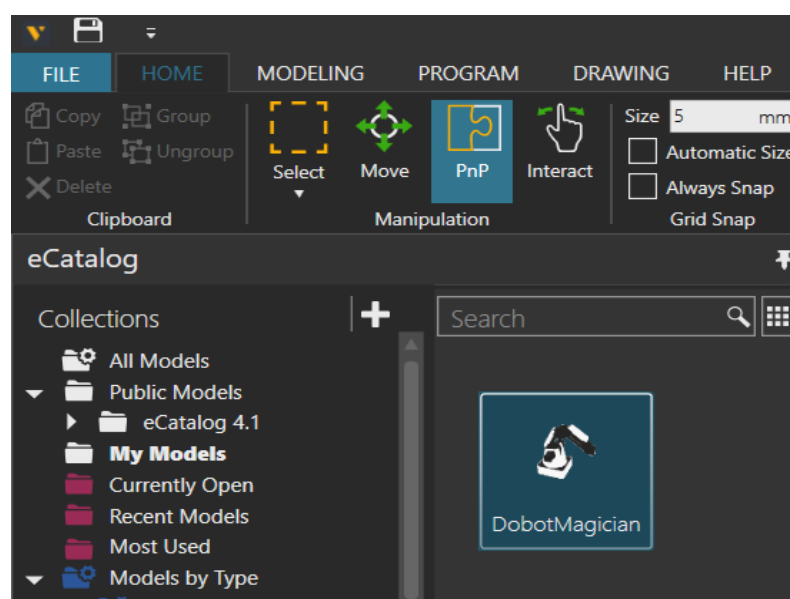 FILE HOME MODELING PROGRAM DRAWING HELP
Copy Group
Paste Ungroup
Delete
Clipboard
Select Move PnP Interact
Manipulation
Size 5 mm
Automatic Size
Always Snap
Grid Snap
eCatalog
Collections
All Models
Public Models
eCatalog 4.1
My Models
Currently Open
Recent Models
Most Used
Models by Type
Search
DobotMagician